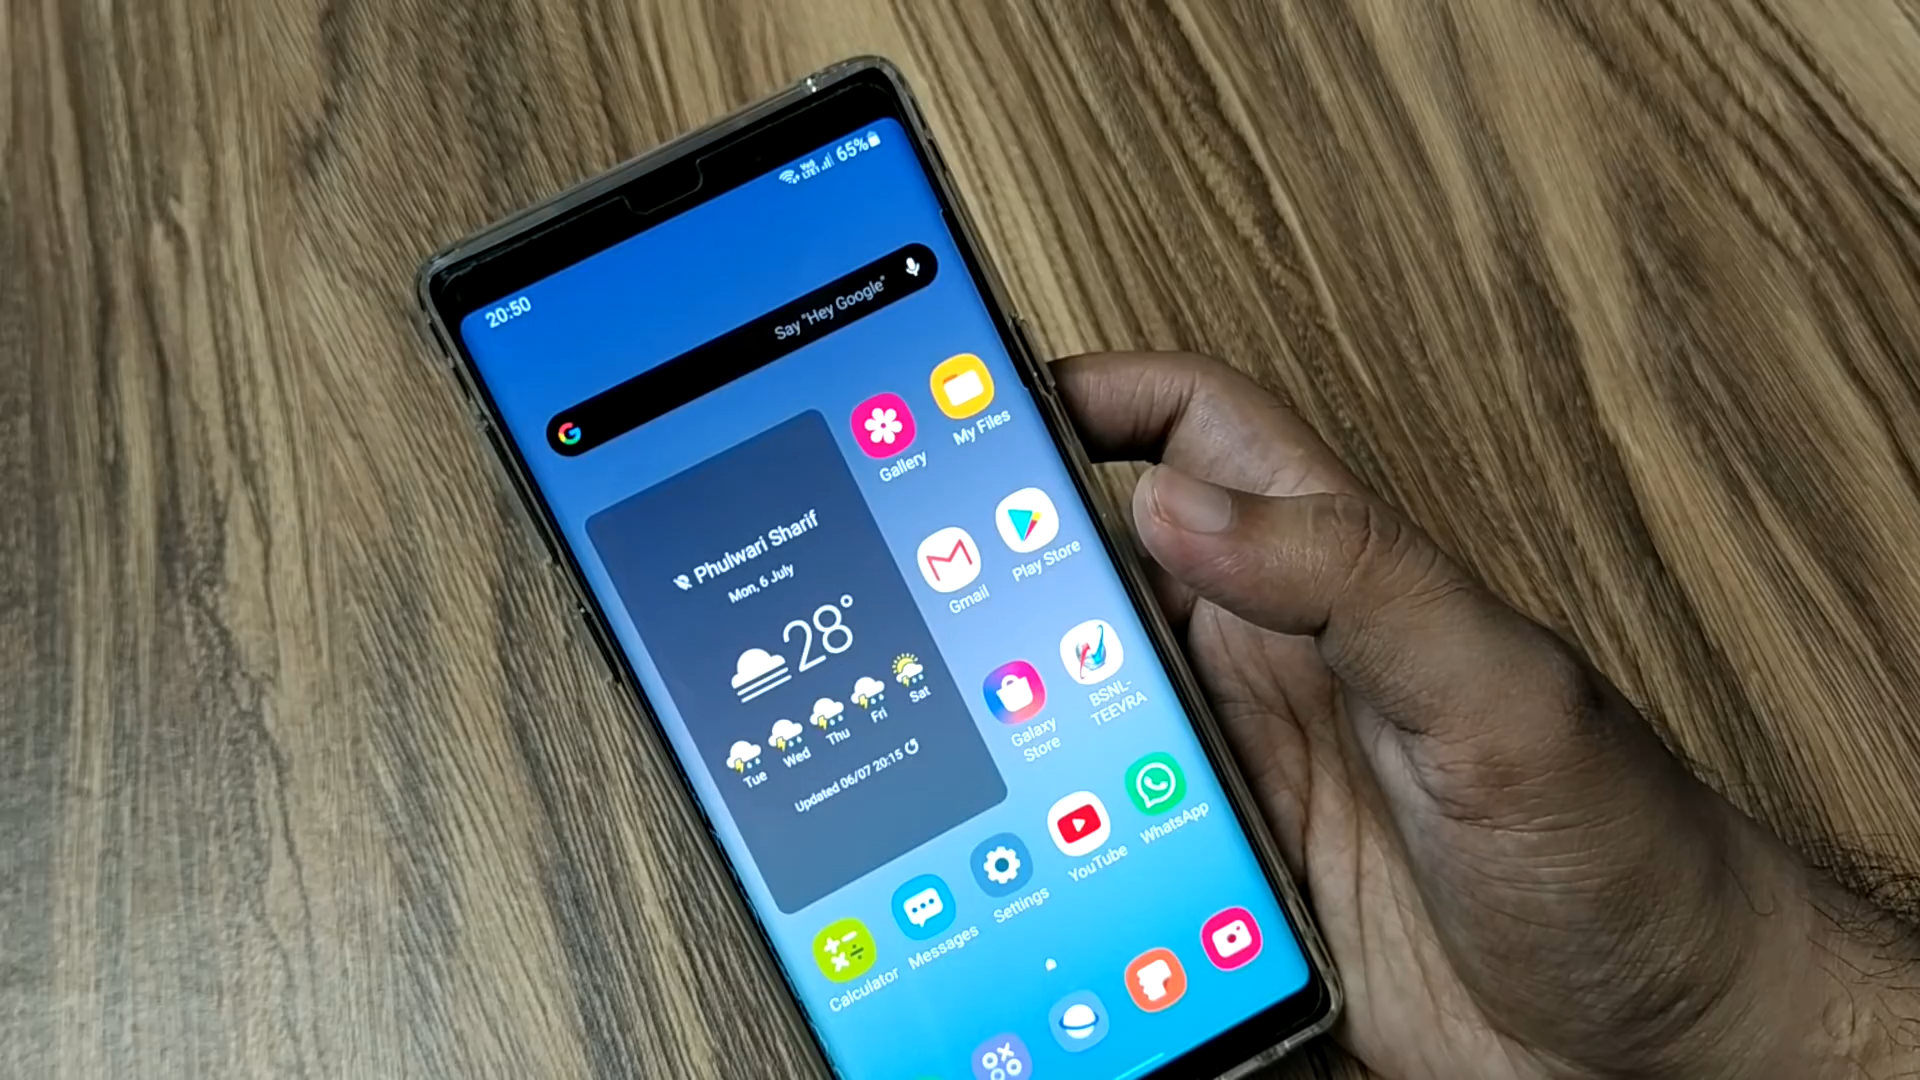 20:50
65%
Say "Hey Google"
Phulwari Sharif
Mon, 6 July
28°
Tue Wed Thu Fri Sat
Updated 06/07 20:15
Gallery
My Files
Gmail
Play Store
Galaxy
Store
BSNL-
TEEVRA
Calculator
Messages
Settings
YouTube
WhatsApp